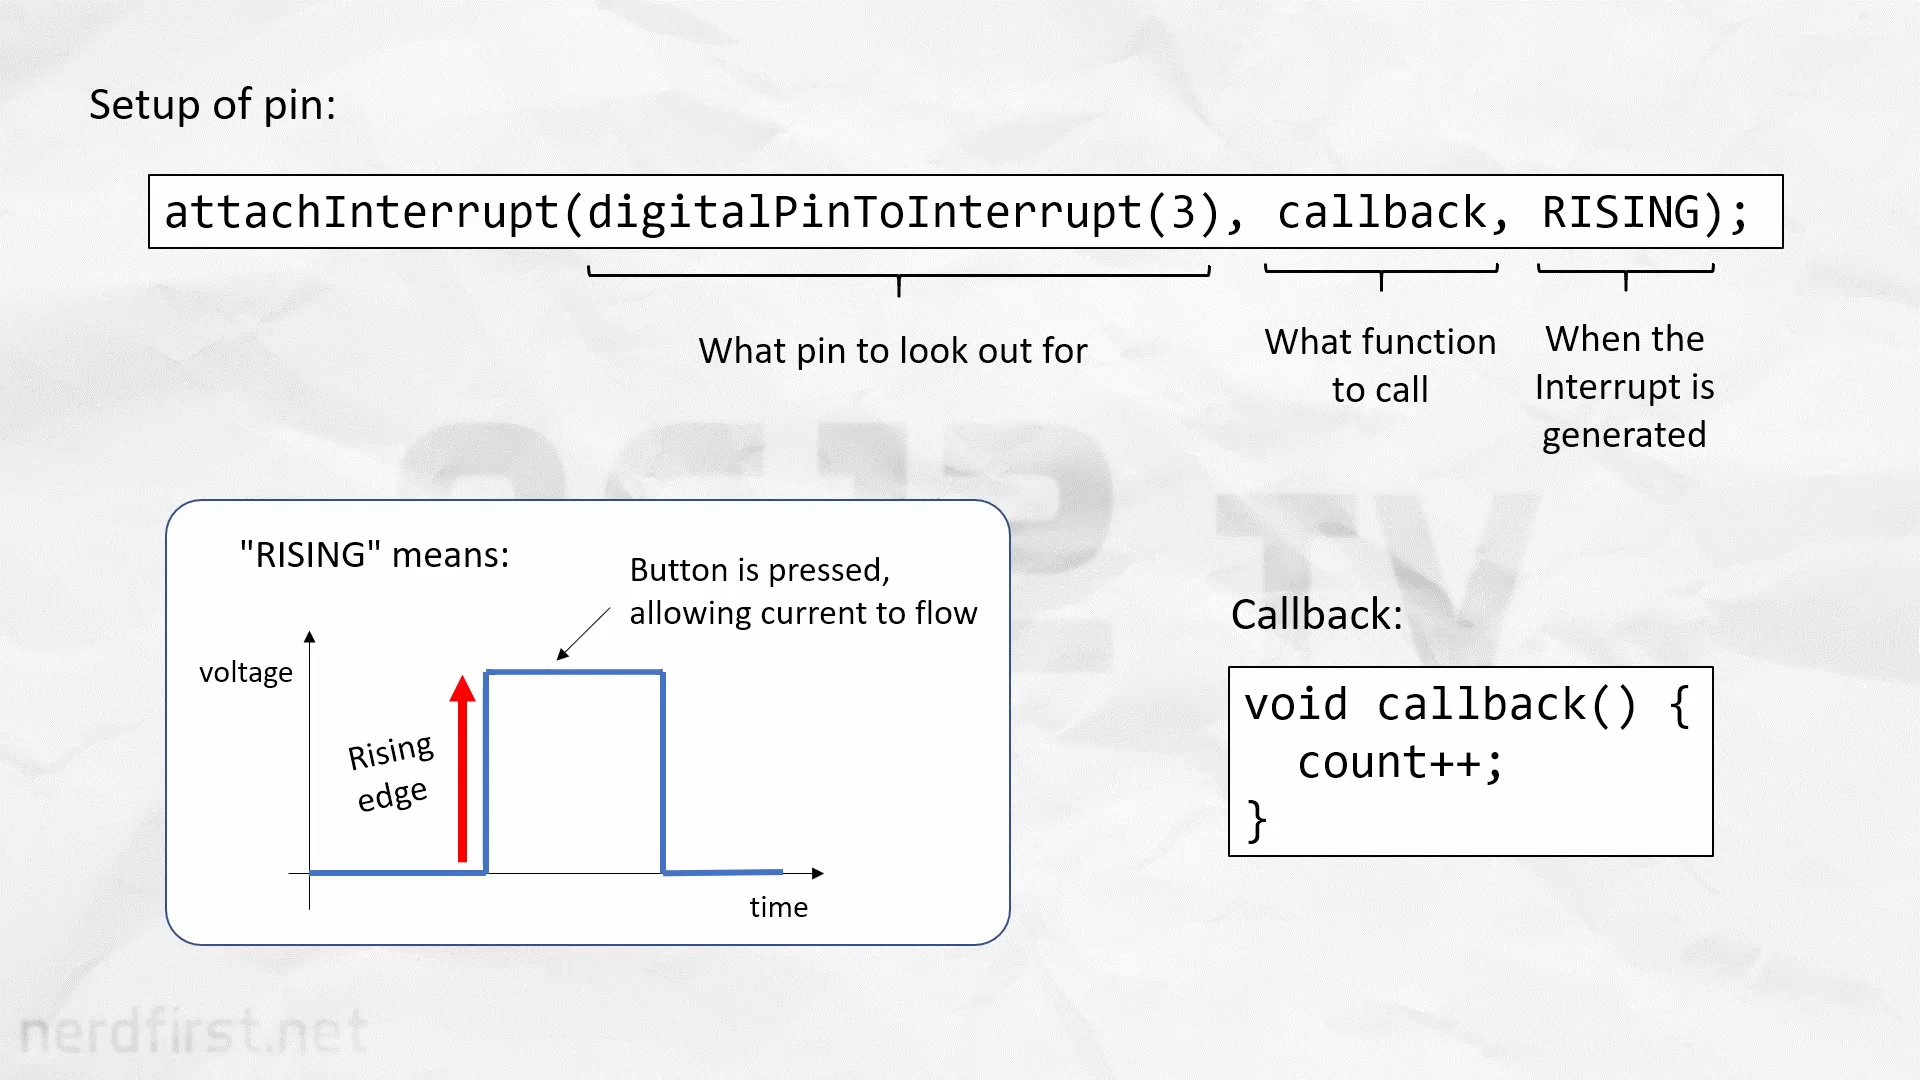 Setup of pin:
attachInterrupt(digitalPinToInterrupt(3), callback, RISING);
What pin to look out for
What function
to call
When the
Interrupt is
generated
"RISING" means:
Button is pressed,
allowing current to flow
voltage
Rising
edge
time
Callback:
void callback() {
count++;
}
TV
nerdfirst.net